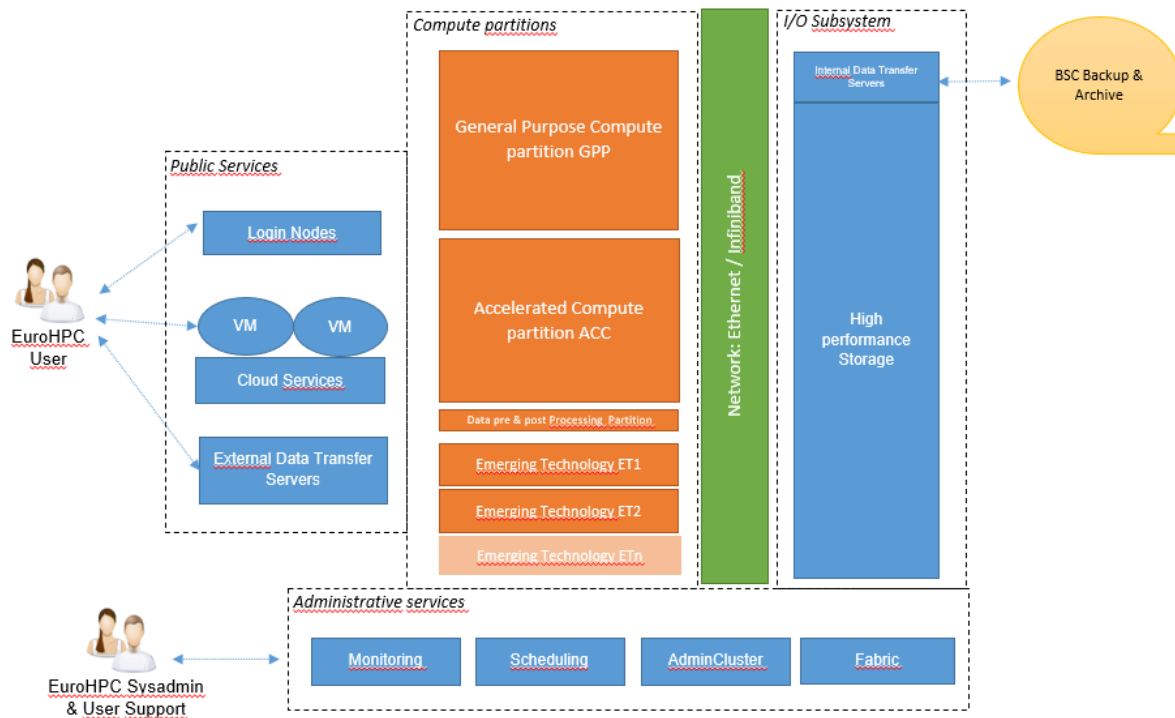 Compute partitions
I/O Subsystem
General Purpose Compute
partition GPP
Internal Data Transfer
Servers
BSC Backup &
Archive
Public Services
Login Nodes
EuroHPC
User
VM
VM
Cloud Services
External Data Transfer
Servers
Accelerated Compute
partition ACC
Data pre & post Processing Partition
Emerging Technology ET1
Emerging Technology ET2
Emerging Technology ETn
Network: Ethernet / Infiniband
High
performance
Storage
Administrative services
Monitoring
Scheduling
AdminCluster
Fabric
EuroHPC Sysadmin
& User Support